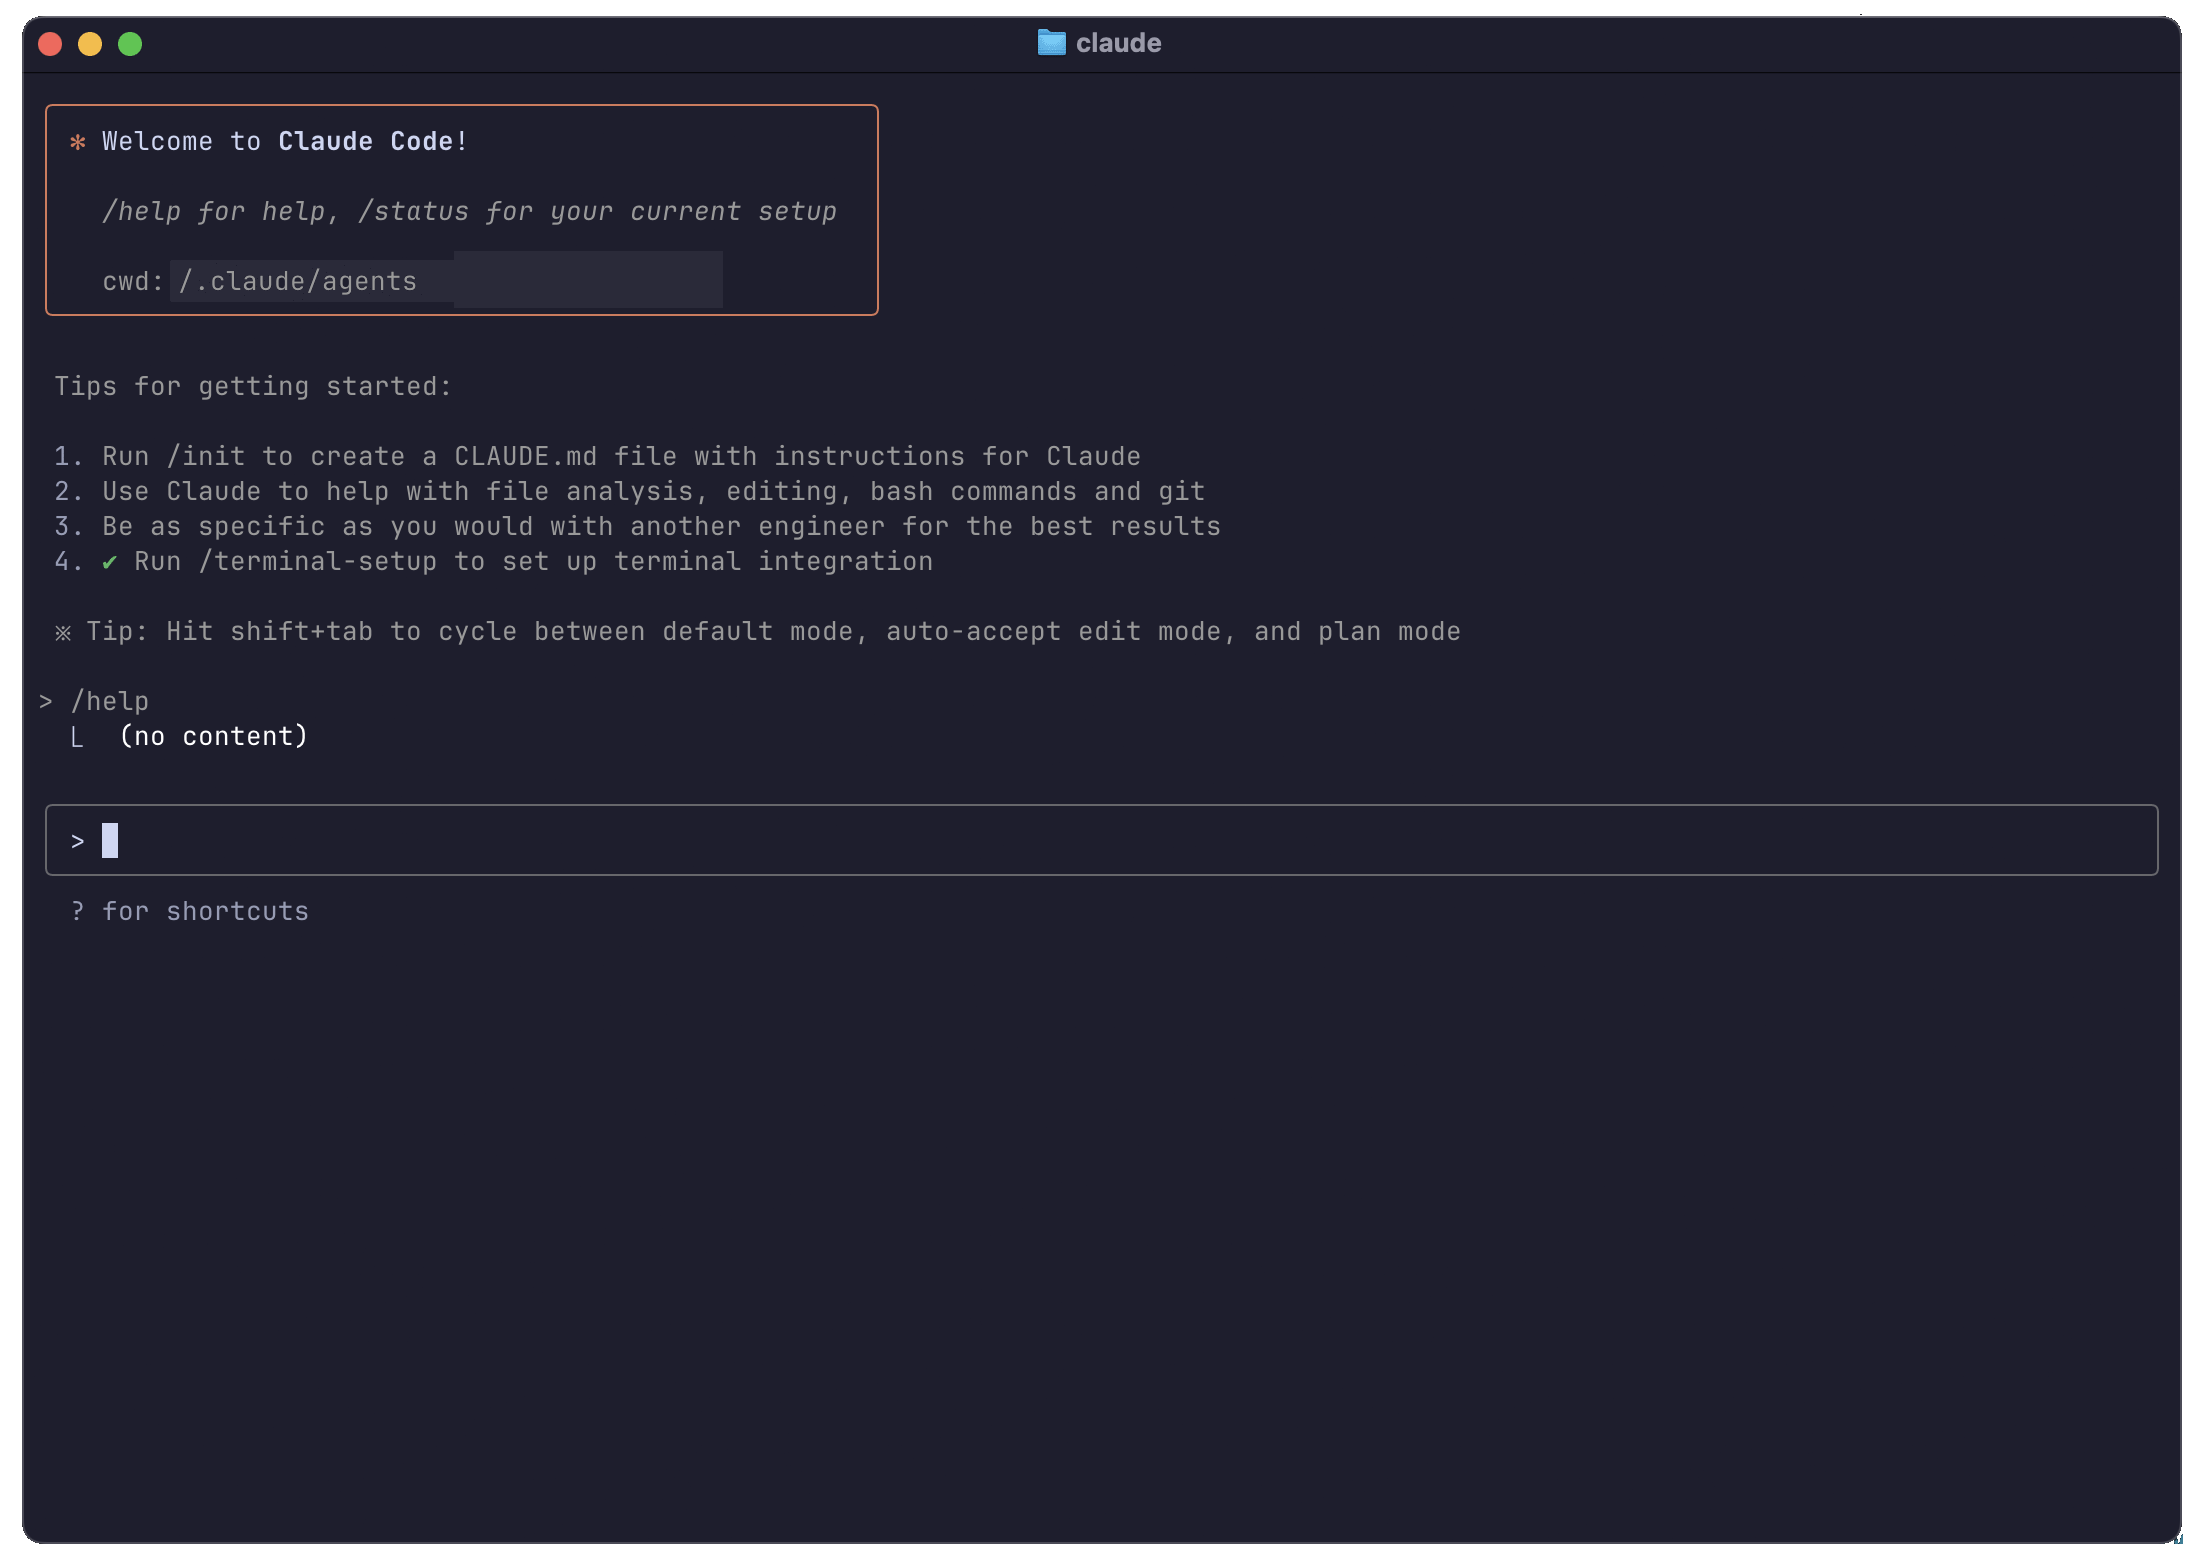 claude
✻ Welcome to Claude Code!
/help for help, /status for your current setup
cwd: /.claude/agents
Tips for getting started:
1. Run /init to create a CLAUDE.md file with instructions for Claude
2. Use Claude to help with file analysis, editing, bash commands and git
3. Be as specific as you would with another engineer for the best results
4. ✔ Run /terminal-setup to set up terminal integration
※ Tip: Hit shift+tab to cycle between default mode, auto-accept edit mode, and plan mode
> /help
⎿ (no content)
>
? for shortcuts